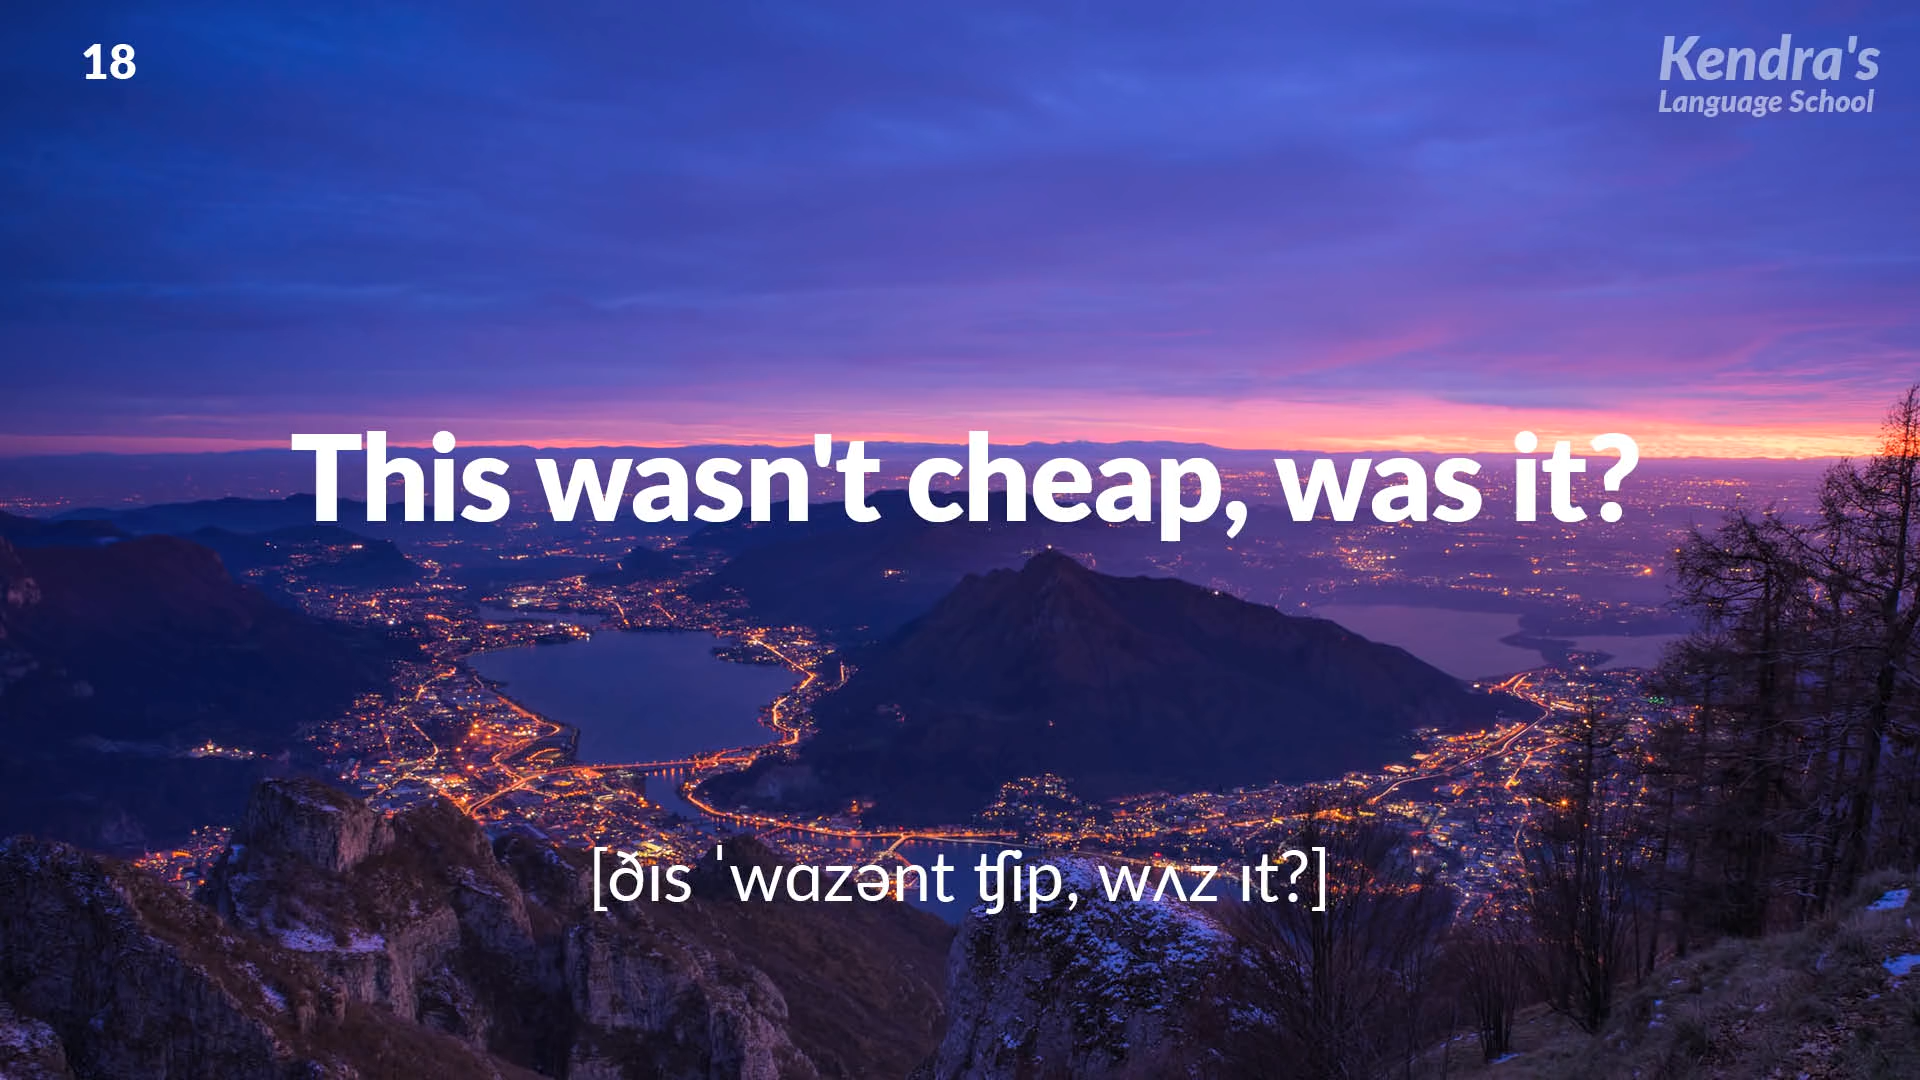 18
Kendra's
Language School
This wasn't cheap, was it?
[ðɪs ˈwɑzənt ʧip, wʌz ɪt?]